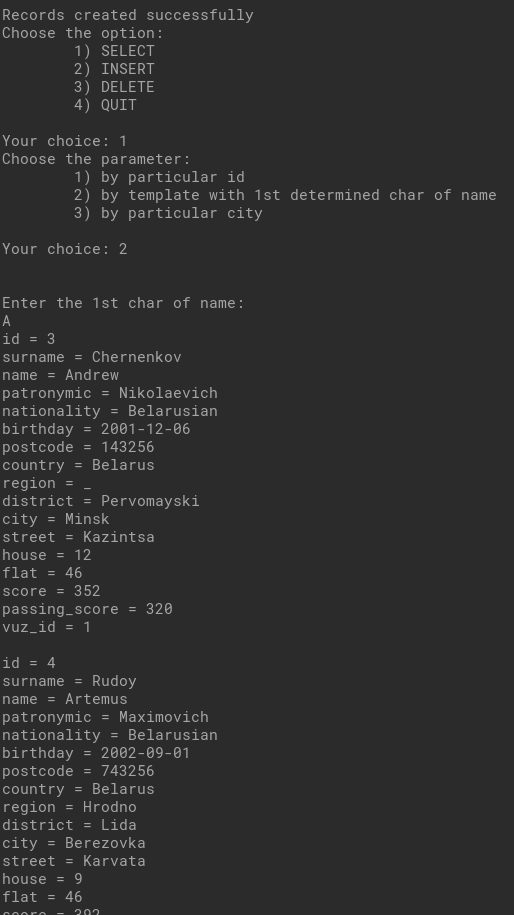 Records created successfully
Choose the option:
1) SELECT
2) INSERT
3) DELETE
4) QUIT
Your choice: 1
Choose the parameter:
1) by particular id
2) by template with 1st determined char of name
3) by particular city
Your choice: 2
Enter the 1st char of name:
A
id = 3
surname = Chernenkov
name = Andrew
patronymic = Nikolaevich
nationality = Belarusian
birthday = 2001-12-06
postcode = 143256
country = Belarus
region = _
district = Pervomayski
city = Minsk
street = Kazintsa
house = 12
flat = 46
score = 352
passing_score = 320
vuz_id = 1
id = 4
surname = Rudoy
name = Artemus
patronymic = Maximovich
nationality = Belarusian
birthday = 2002-09-01
postcode = 743256
country = Belarus
region = Hrodno
district = Lida
city = Berezovka
street = Karvata
house = 9
flat = 46
score = 392